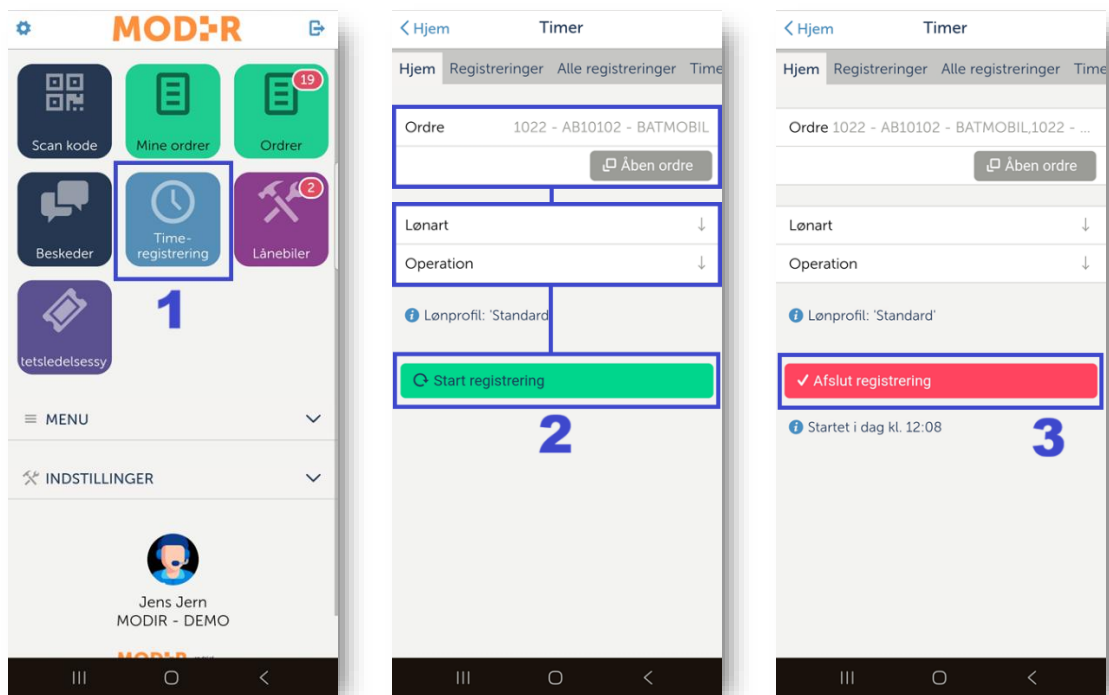 MODIR
Scan kode
Mine ordrer
19
Ordrer
Beskeder
Time-
registrering
2
Lånebiler
1
tetsledelsessy
MENU
INDSTILLINGER
Jens Jern
MODIR - DEMO
Hjem Timer
Hjem Registreringer Alle registreringer Time
Ordre 1022 - AB10102 - BATMOBIL
Åben ordre
Lønart
Operation
Lønprofil: 'Standard
Start registrering
2
Hjem Timer
Hjem Registreringer Alle registreringer Time
Ordre 1022 - AB10102 - BATMOBIL,1022 - ...
Åben ordre
Lønart
Operation
Lønprofil: 'Standard'
Afslut registrering
Startet i dag kl. 12:08
3